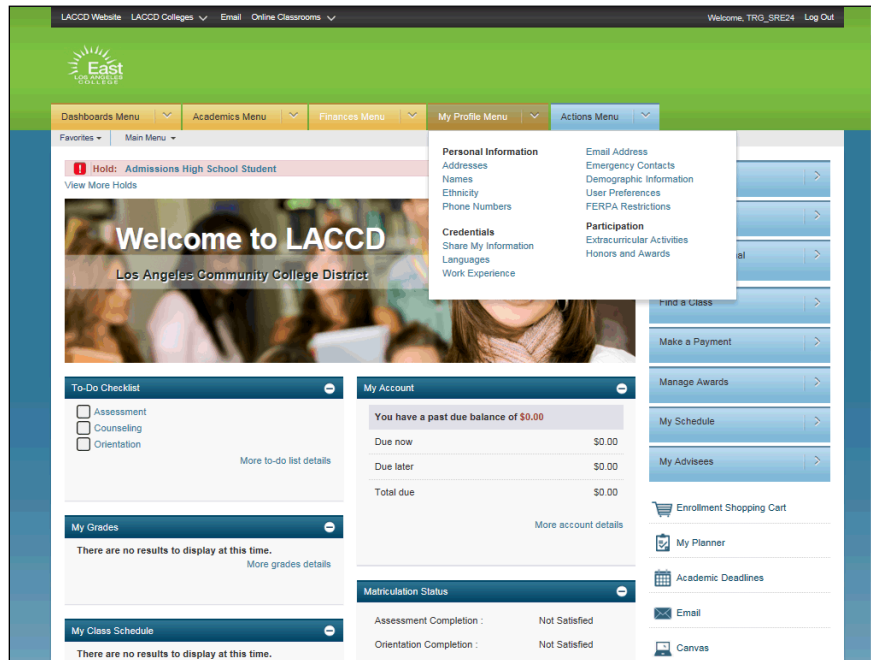 LACCD Website LACCD Colleges Email Online Classrooms Welcome, TRG_SRE24 Log Out
East
LOS ANGELES
COLLEGE
Dashboards Menu Academics Menu Finances Menu My Profile Menu Actions Menu
Favorites Main Menu
Hold: Admissions High School Student
View More Holds
Personal Information
Addresses
Names
Ethnicity
Phone Numbers
Credentials
Share My Information
Languages
Work Experience
Email Address
Emergency Contacts
Demographic Information
User Preferences
FERPA Restrictions
Participation
Extracurricular Activities
Honors and Awards
Welcome to LACCD
Los Angeles Community College District
Find a Class
Make a Payment
Manage Awards
My Schedule
My Advisees
To-Do Checklist
Assessment
Counseling
Orientation
More to-do list details
My Account
You have a past due balance of $0.00
Due now $0.00
Due later $0.00
Total due $0.00
More account details
My Grades
There are no results to display at this time.
More grades details
Matriculation Status
Assessment Completion : Not Satisfied
Orientation Completion : Not Satisfied
My Class Schedule
There are no results to display at this time.
Enrollment Shopping Cart
My Planner
Academic Deadlines
Email
Canvas